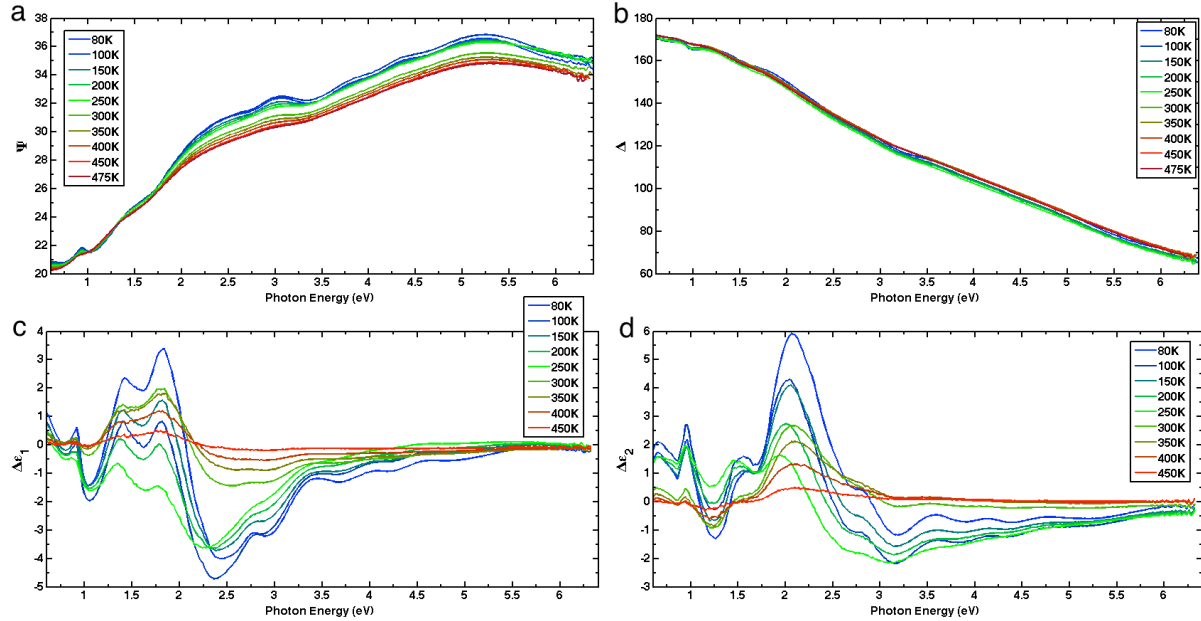 a
38
36
34
32
30
28
26
24
22
20
Ψ
80K
100K
150K
200K
250K
300K
350K
400K
450K
475K
1 1.5 2 2.5 3 3.5 4 4.5 5 5.5 6
Photon Energy (eV)
b
180
160
140
120
100
80
60
Δ
80K
100K
150K
200K
250K
300K
350K
400K
450K
475K
1 1.5 2 2.5 3 3.5 4 4.5 5 5.5 6
Photon Energy (eV)
c
4
3
2
1
0
-1
-2
-3
-4
-5
Δε1
80K
100K
150K
200K
250K
300K
350K
400K
450K
1 1.5 2 2.5 3 3.5 4 4.5 5 5.5 6
Photon Energy (eV)
d
6
5
4
3
2
1
0
-1
-2
-3
Δε2
80K
100K
150K
200K
250K
300K
350K
400K
450K
1 1.5 2 2.5 3 3.5 4 4.5 5 5.5 6
Photon Energy (eV)